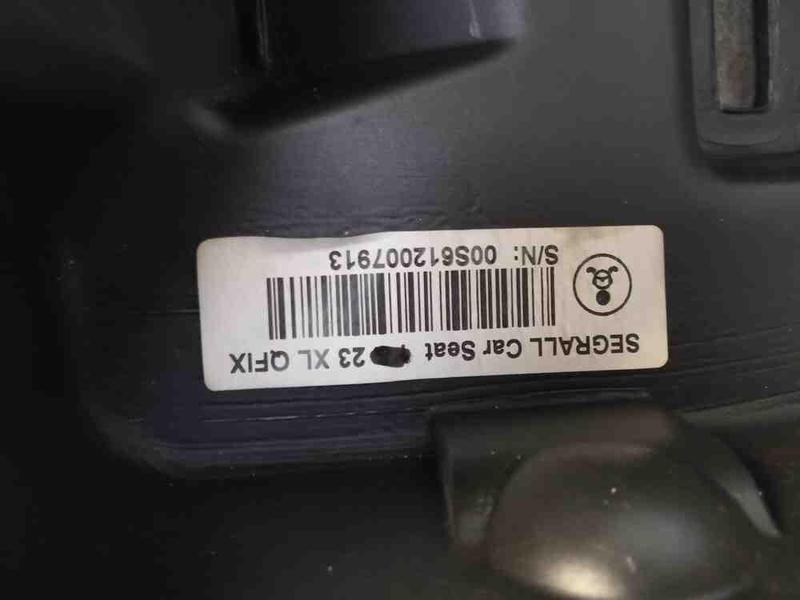 SEGRALL Car Seat 23 XL QFIX
S/N: 00S612007913